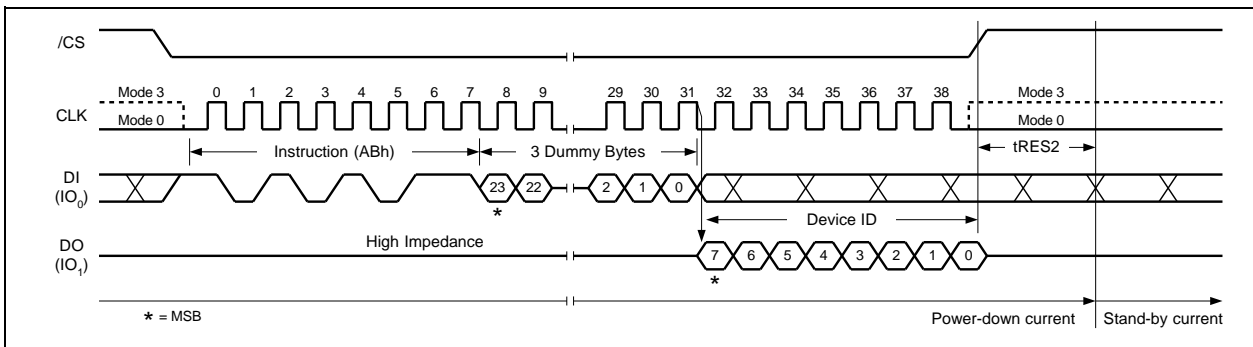 /CS
Mode 3 0 1 2 3 4 5 6 7 8 9 29 30 31 32 33 34 35 36 37 38 Mode 3
CLK Mode 0 Mode 0
Instruction (ABh) 3 Dummy Bytes tRES2
DI
(IO0)
23 22 2 1 0
*
Device ID
High Impedance
DO
(IO1)
7 6 5 4 3 2 1 0
*
* = MSB
Power-down current Stand-by current